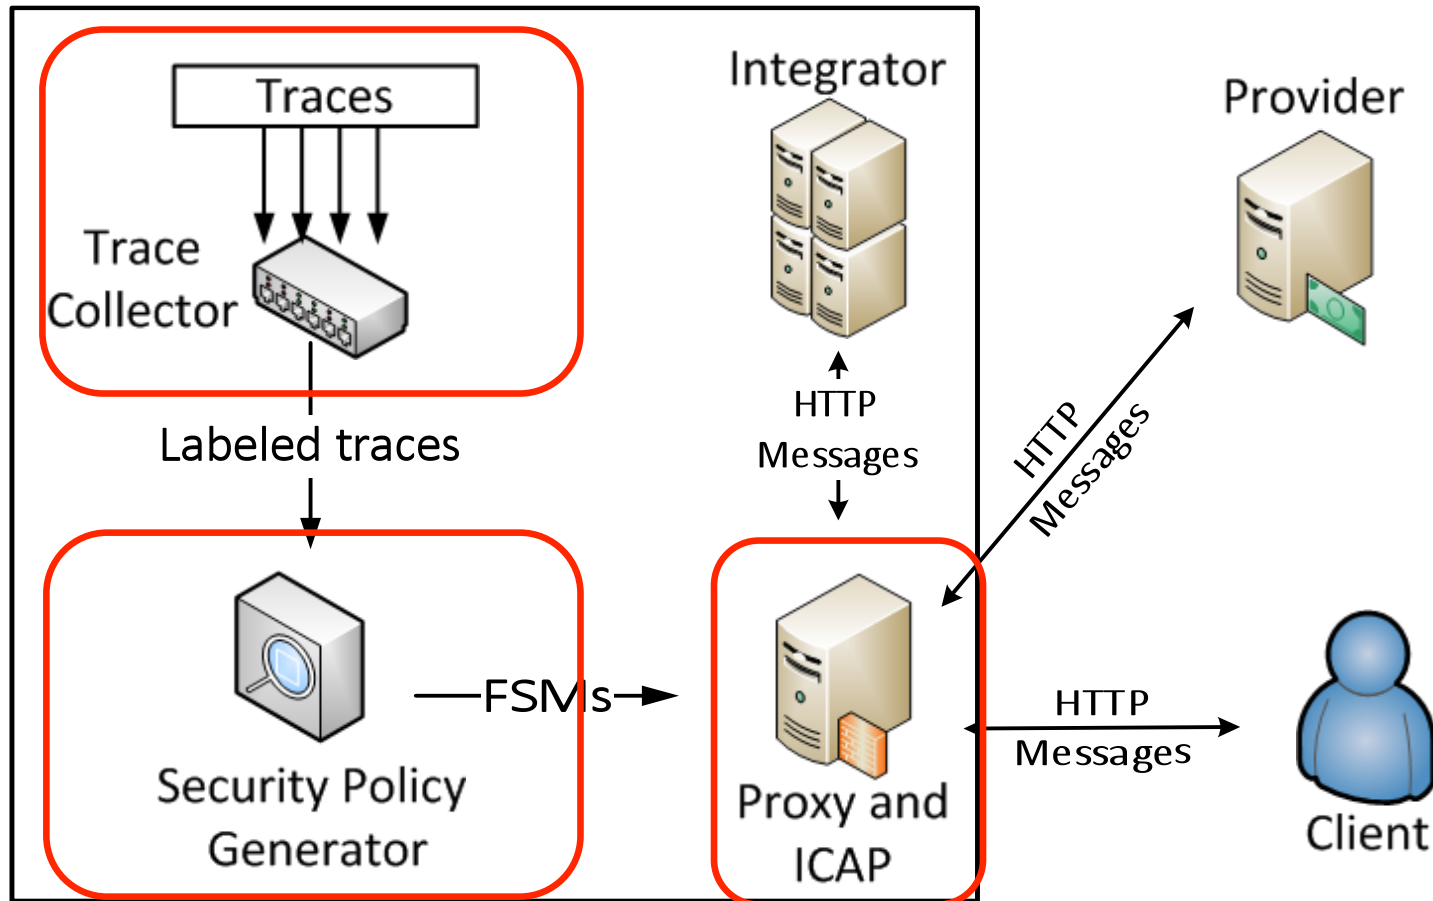 Traces
Trace
Collector
Labeled traces
Security Policy
Generator
FSMs
Integrator
HTTP
Messages
Proxy and
ICAP
Provider
HTTP
Messages
HTTP
Messages
Client